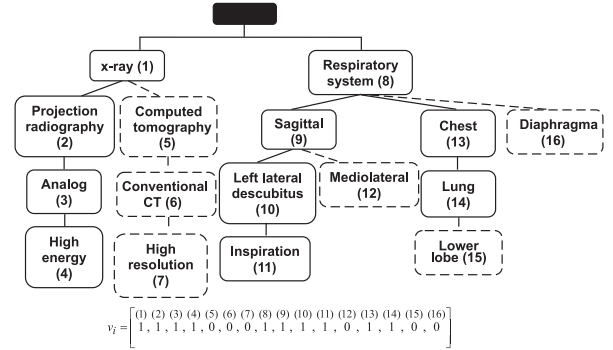 x-ray (1)
Respiratory
system (8)
Projection
radiography
(2)
Computed
tomography
(5)
Sagittal
(9)
Chest
(13)
Diaphragma
(16)
Analog
(3)
Conventional
CT (6)
Left lateral
descubitus
(10)
Mediolateral
(12)
Lung
(14)
High
energy
(4)
High
resolution
(7)
Inspiration
(11)
Lower
lobe (15)
(1) (2) (3) (4) (5) (6) (7) (8) (9) (10) (11) (12) (13) (14) (15) (16)
vi = [1, 1, 1, 1, 0, 0, 0, 1, 1, 1, 1, 0, 1, 1, 0, 0]